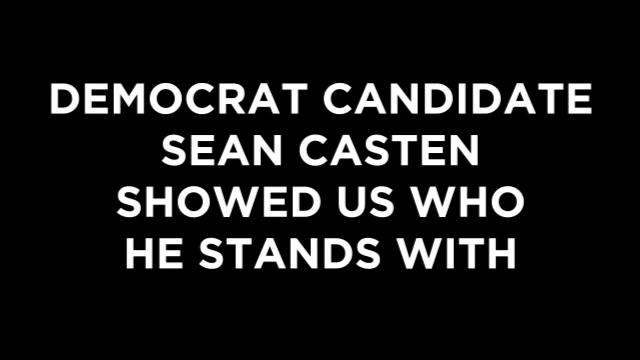 DEMOCRAT CANDIDATE
SEAN CASTEN
SHOWED US WHO
HE STANDS WITH